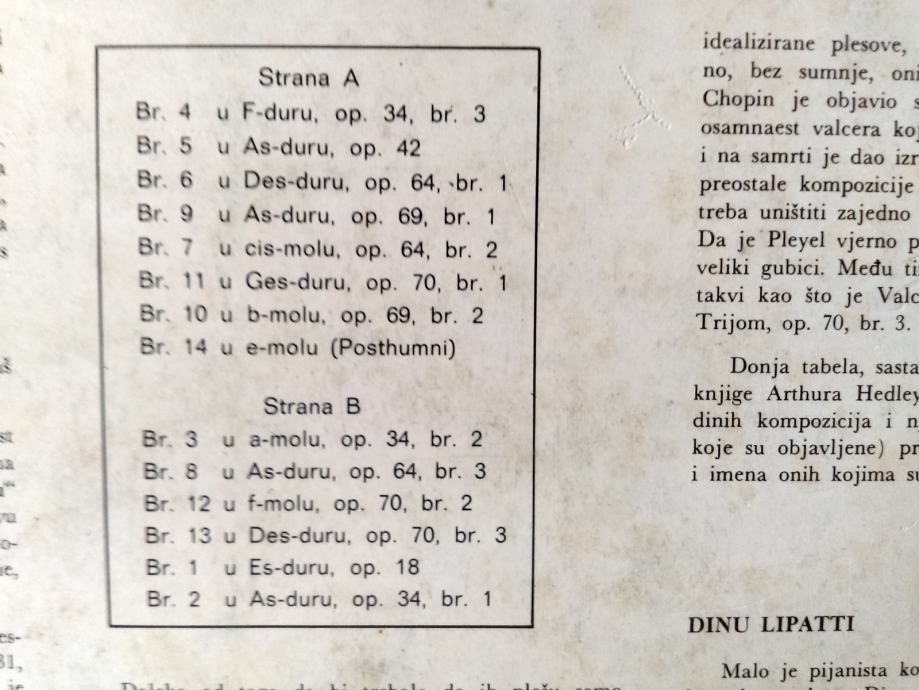 Strana A
Br. 4 u F-duru, op. 34, br. 3
Br. 5 u As-duru, op. 42
Br. 6 u Des-duru, op. 64, br. 1
Br. 9 u As-duru, op. 69, br. 1
Br. 7 u cis-molu, op. 64, br. 2
Br. 11 u Ges-duru, op. 70, br. 1
Br. 10 u b-molu, op. 69, br. 2
Br. 14 u e-molu (Posthumni)
Strana B
Br. 3 u a-molu, op. 34, br. 2
Br. 8 u As-duru, op. 64, br. 3
Br. 12 u f-molu, op. 70, br. 2
Br. 13 u Des-duru, op. 70, br. 3
Br. 1 u Es-duru, op. 18
Br. 2 u As-duru, op. 34, br. 1
idealizirane plesove,
no, bez sumnje, oni
Chopin je objavio
osamnaest valcera
i na samrti je dao
preostale kompozicije
treba uništiti zajedno
Da je Pleyel vjerno
veliki gubici. Među
takvi kao što je
Trijom, op. 70, br. 3.
Donja tabela,
knjige Arthura Hedley
dinih kompozicija i
koje su objavljene)
i imena onih kojima
DINU LIPATTI
Malo je pijanista